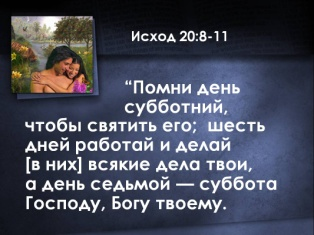 Исход 20:8-11
“Помни день
субботний,
чтобы святить его; шесть
дней работай и делай
[в них] всякие дела твои,
а день седьмой — суббота
Господу, Богу твоему.